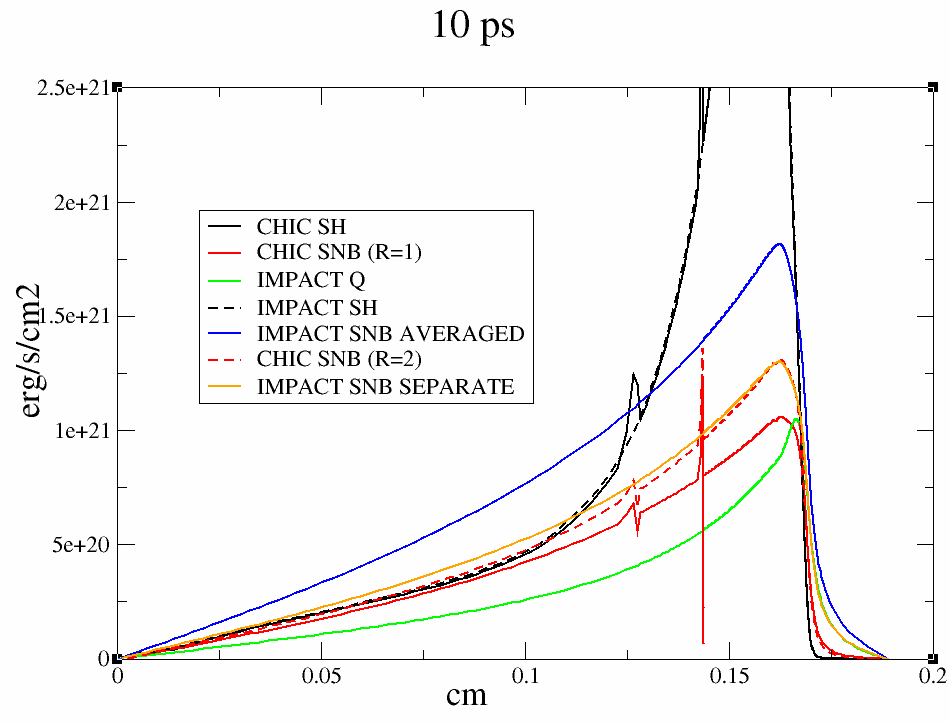 10 ps
2.5e+21
2e+21
1.5e+21
1e+21
5e+20
0
erg/s/cm2
CHIC SH
CHIC SNB (R=1)
IMPACT Q
IMPACT SH
IMPACT SNB AVERAGED
CHIC SNB (R=2)
IMPACT SNB SEPARATE
0
0.05
0.1
0.15
0.2
cm